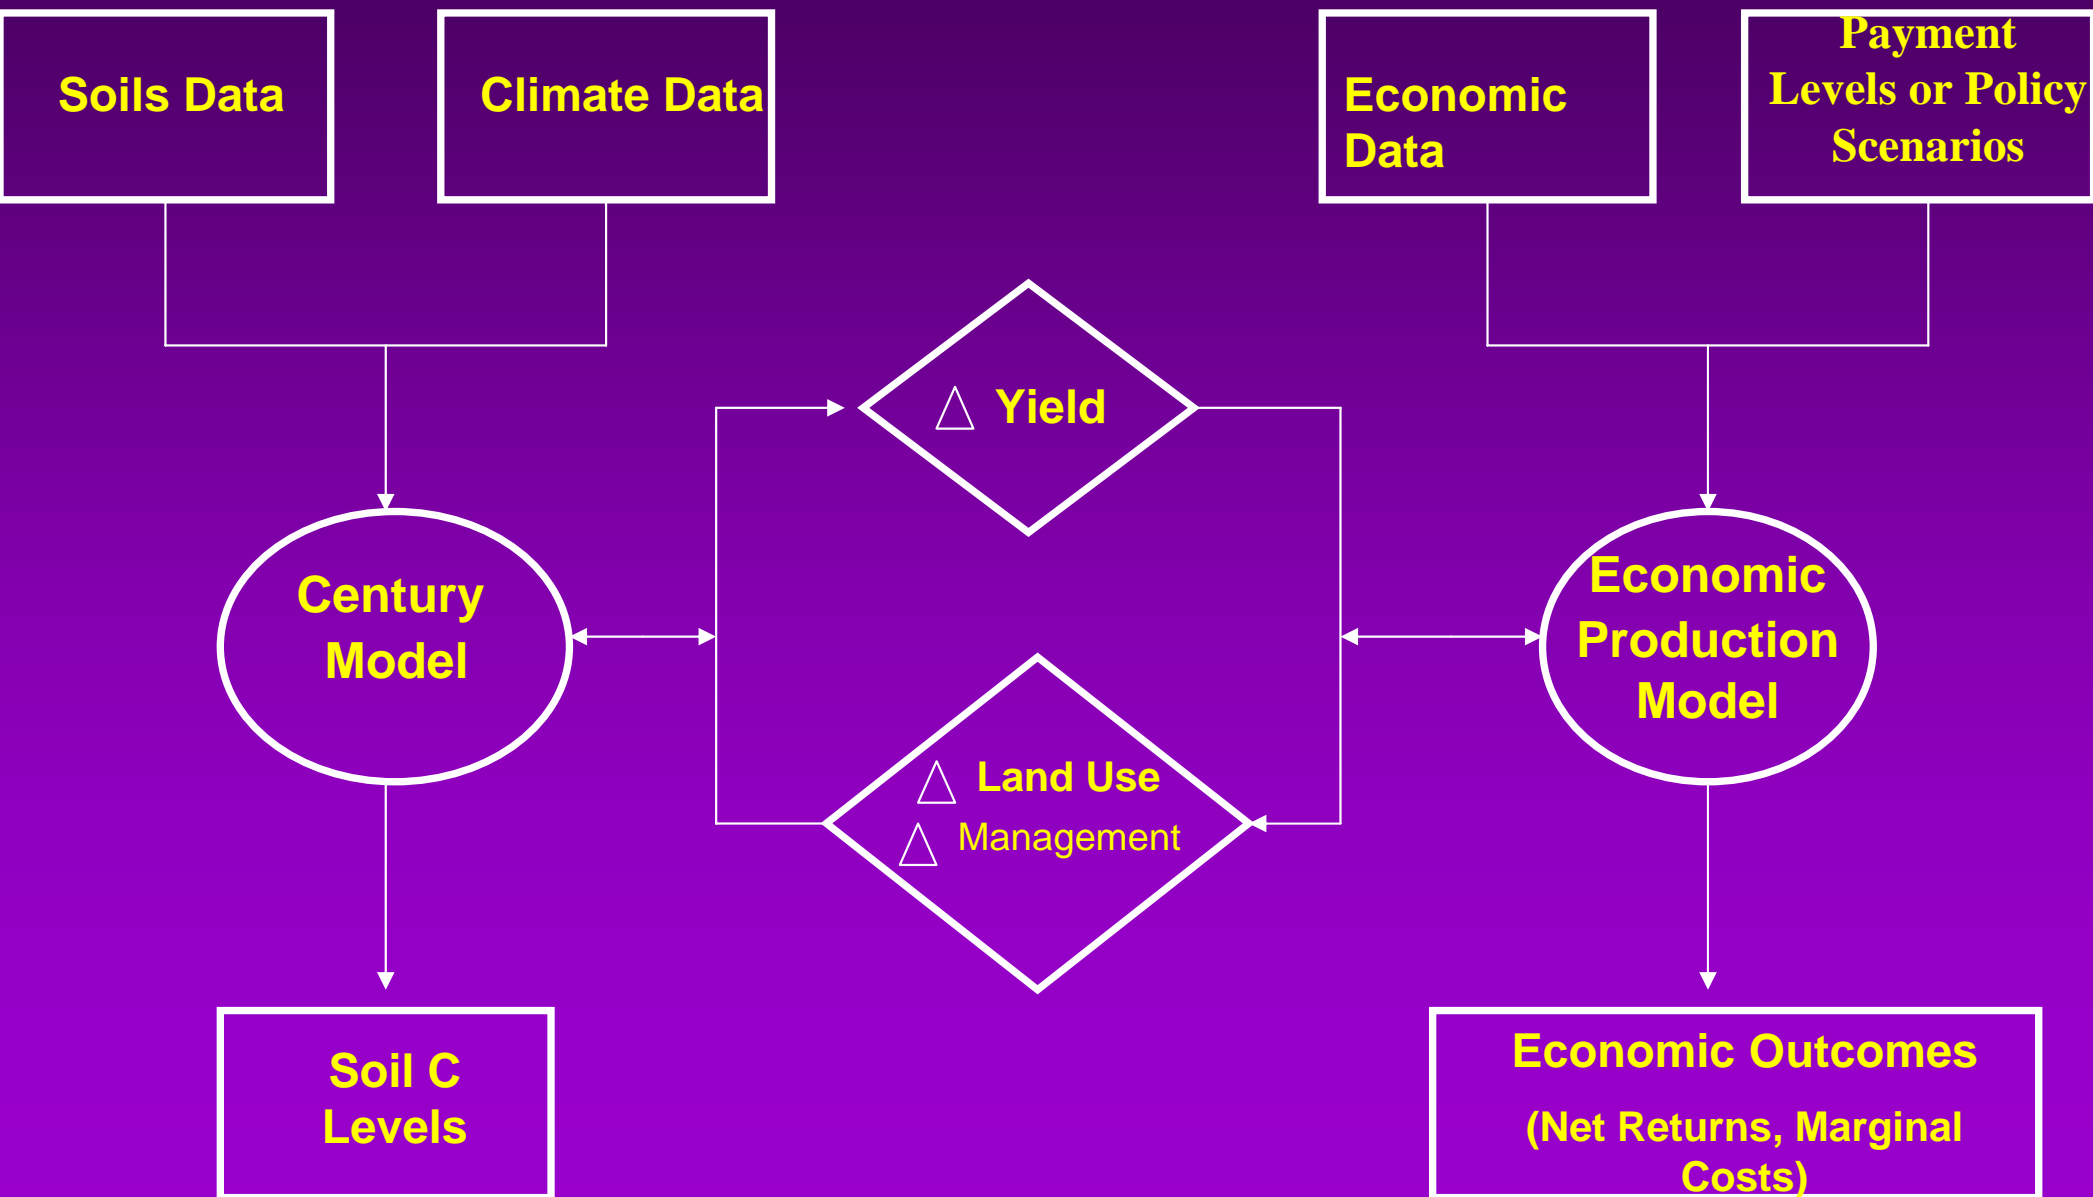 Soils Data
Climate Data
Economic
Data
Payment
Levels or Policy
Scenarios
△ Yield
Century
Model
Economic
Production
Model
△ Land Use
△ Management
Soil C
Levels
Economic Outcomes
(Net Returns, Marginal
Costs)